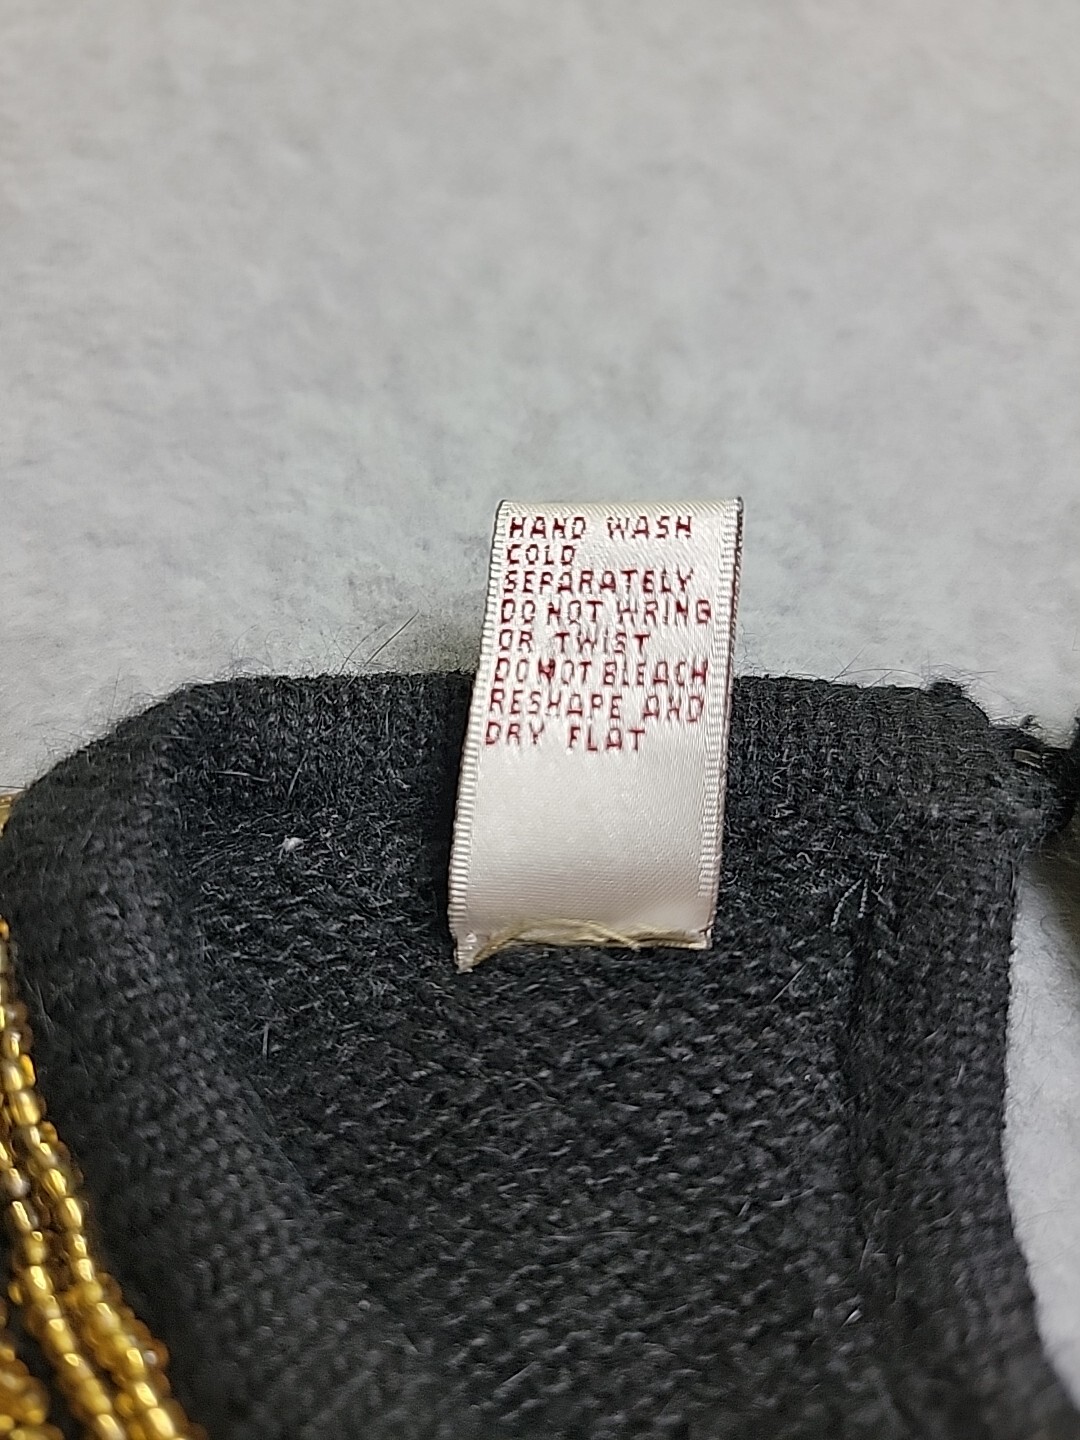 HAND WASH
COLD
SEPARATELY
DO NOT WRING
OR TWIST
DO NOT BLEACH
RESHAPE AND
DRY FLAT